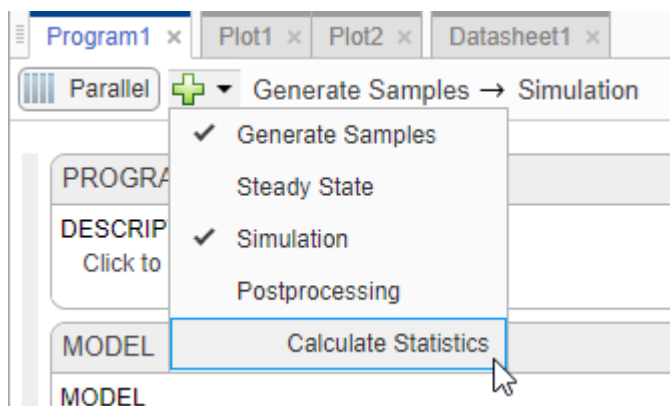 Program1 × Plot1 × Plot2 × Datasheet1 ×
Parallel Generate Samples → Simulation
✓ Generate Samples
Steady State
✓ Simulation
Postprocessing
Calculate Statistics
PROGRA
DESCRIP
Click to
MODEL
MODEL